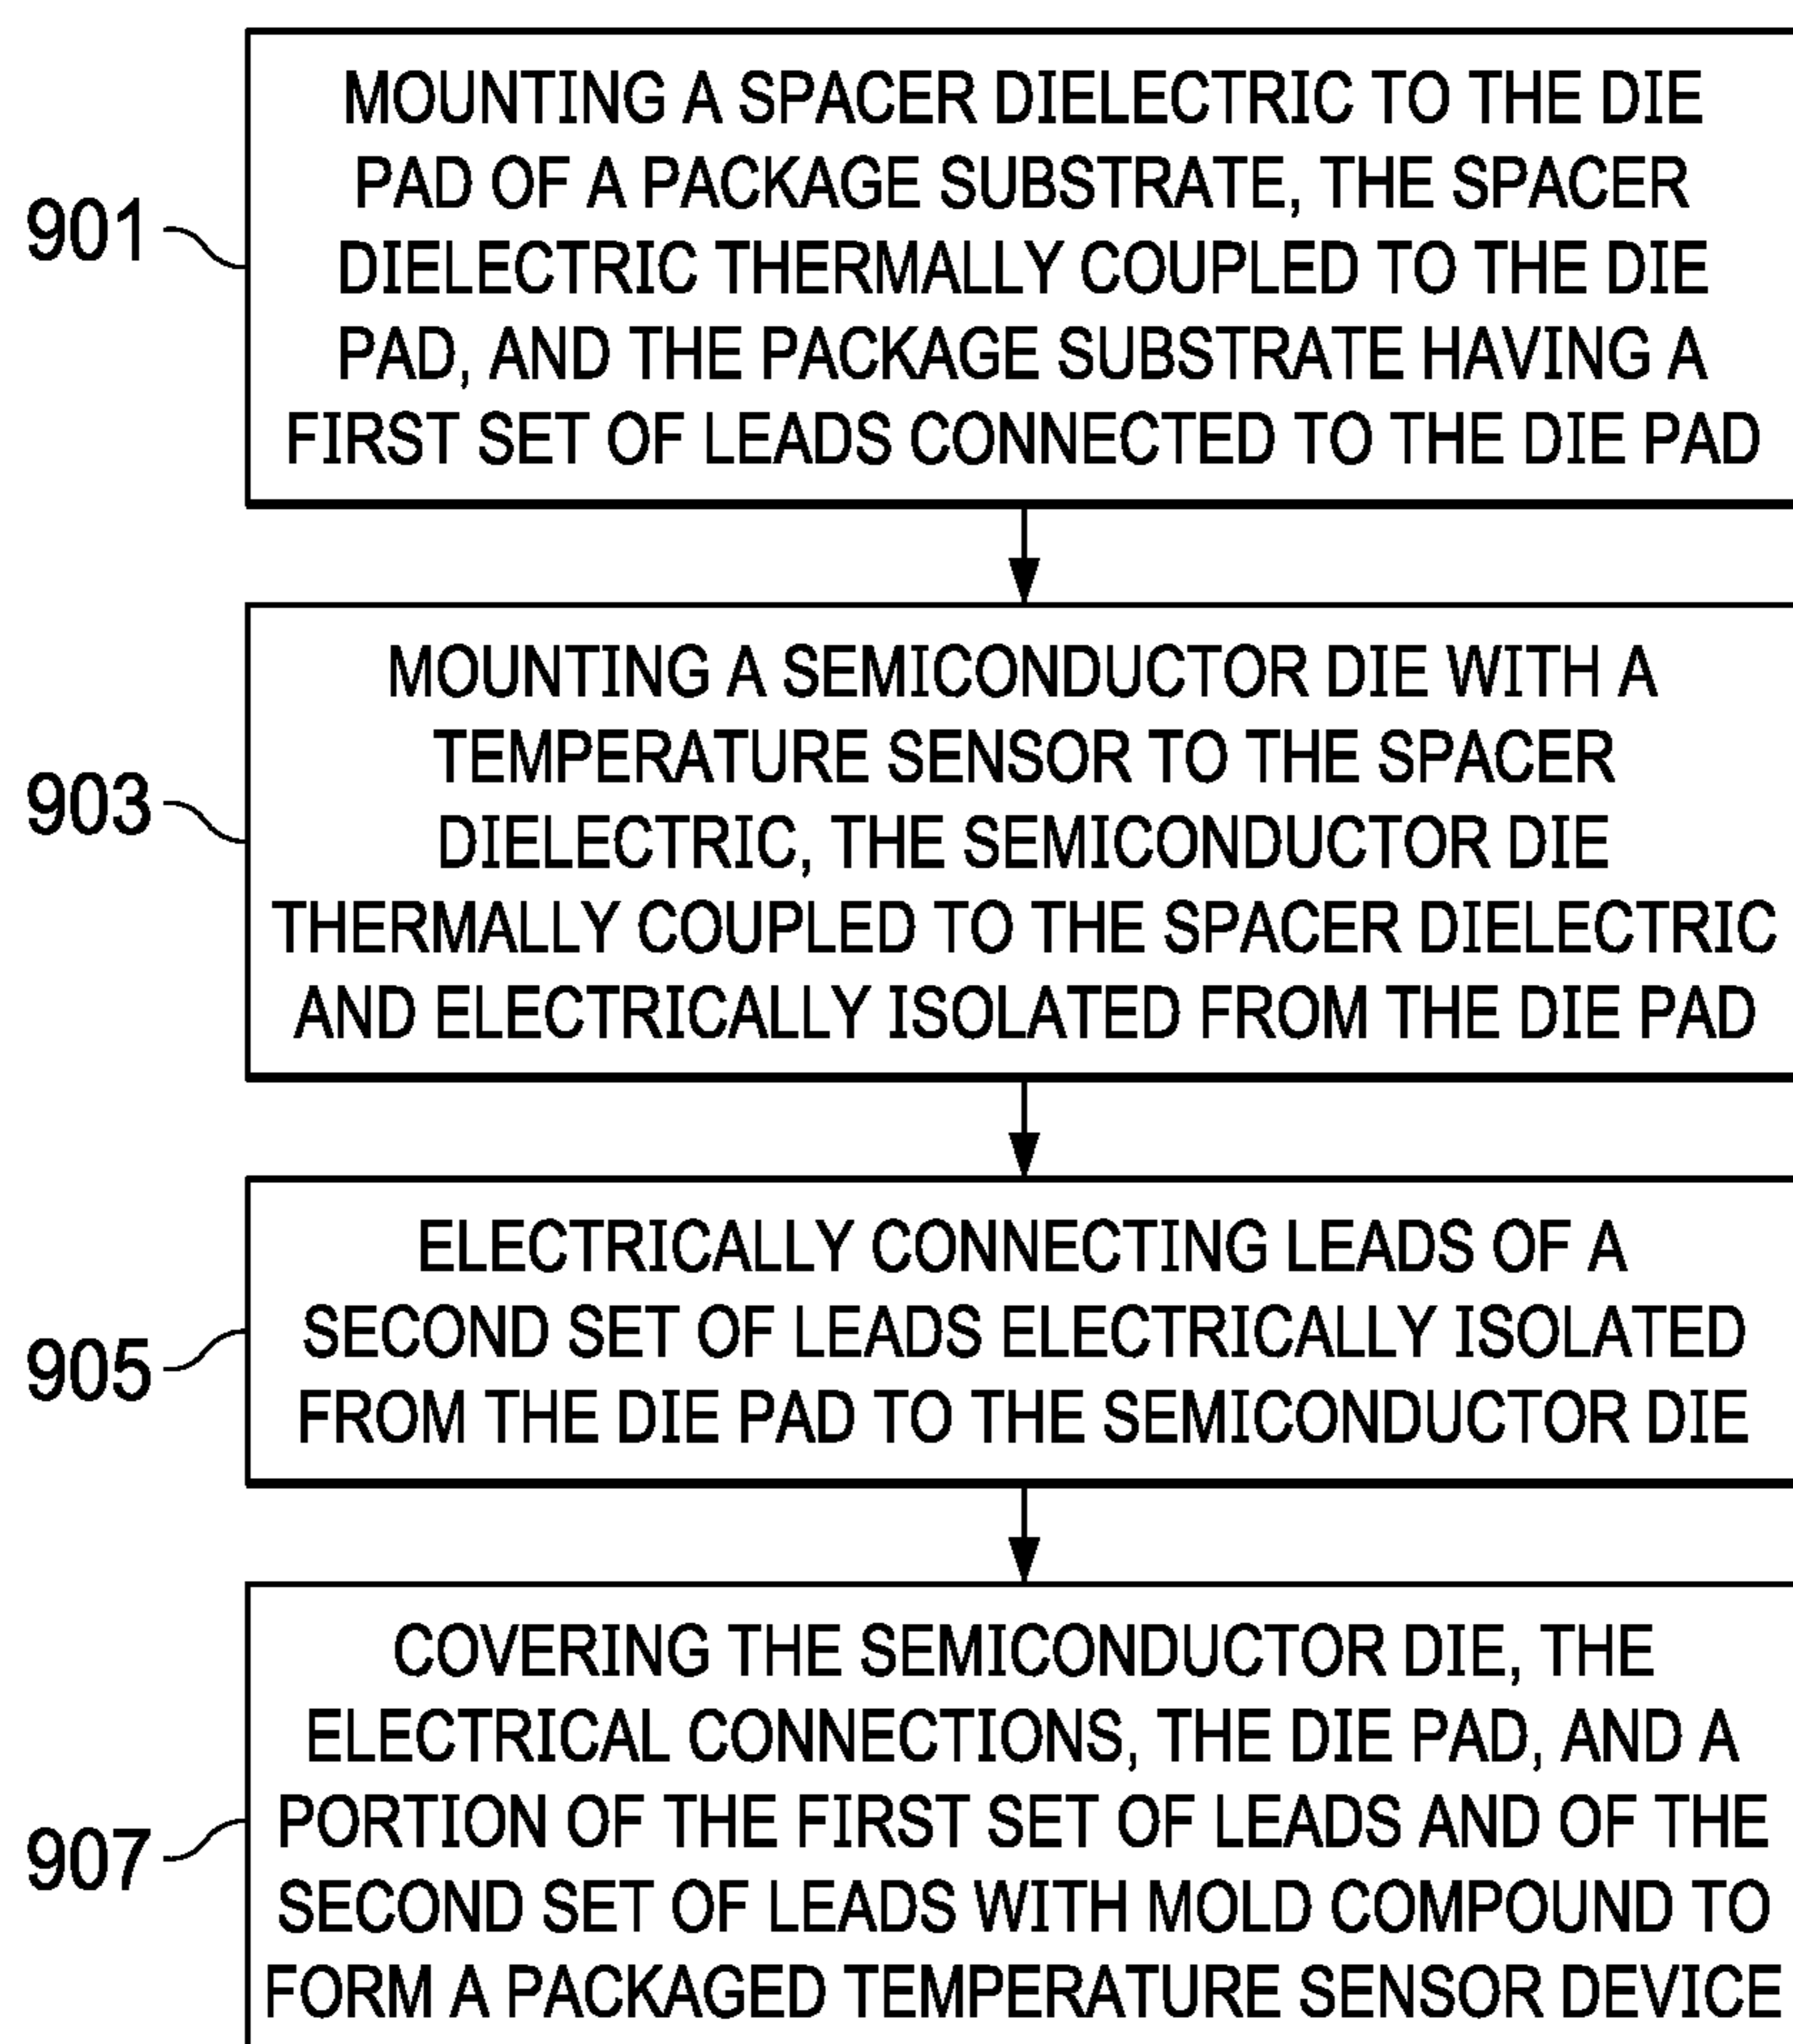 MOUNTING A SPACER DIELECTRIC TO THE DIE
PAD OF A PACKAGE SUBSTRATE, THE SPACER
901
DIELECTRIC THERMALLY COUPLED TO THE DIE
PAD, AND THE PACKAGE SUBSTRATE HAVING A
FIRST SET OF LEADS CONNECTED TO THE DIE PAD
MOUNTING A SEMICONDUCTOR DIE WITH A
TEMPERATURE SENSOR TO THE SPACER
903
DIELECTRIC, THE SEMICONDUCTOR DIE
THERMALLY COUPLED TO THE SPACER DIELECTRIC
AND ELECTRICALLY ISOLATED FROM THE DIE PAD
ELECTRICALLY CONNECTING LEADS OF A
SECOND SET OF LEADS ELECTRICALLY ISOLATED
905
FROM THE DIE PAD TO THE SEMICONDUCTOR DIE
COVERING THE SEMICONDUCTOR DIE, THE
ELECTRICAL CONNECTIONS, THE DIE PAD, AND A
PORTION OF THE FIRST SET OF LEADS AND OF THE
907
SECOND SET OF LEADS WITH MOLD COMPOUND TO
FORM A PACKAGED TEMPERATURE SENSOR DEVICE